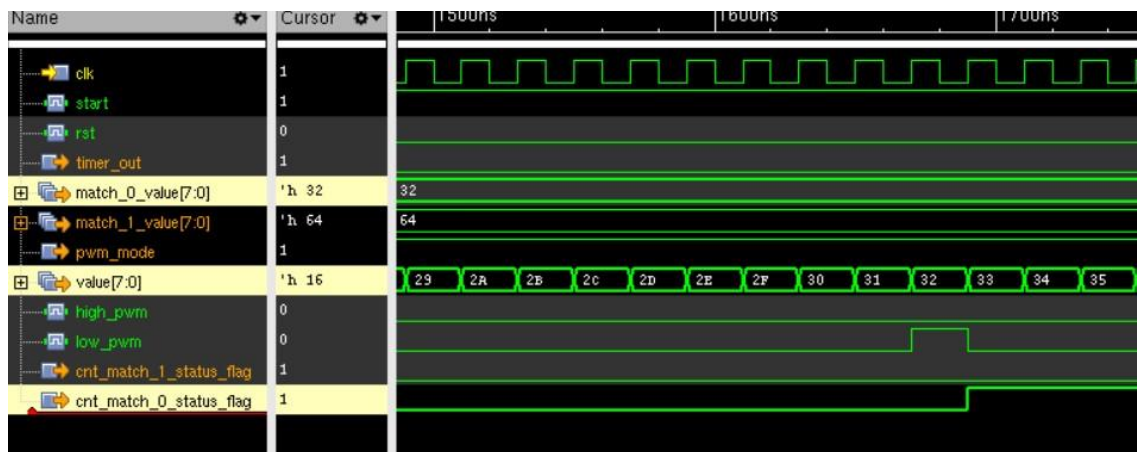 Name Cursor 1500ns 1600ns 1700ns
clk 1
start 1
rst 0
timer_out 1
match_0_value[7:0] 'h 32 32
match_1_value[7:0] 'h 64 64
pwm_mode 1
value[7:0] 'h 16 29 2A 2B 2C 2D 2E 2F 30 31 32 33 34 35
high_pwm 0
low_pwm 0
cnt_match_1_status_flag 1
cnt_match_0_status_flag 1